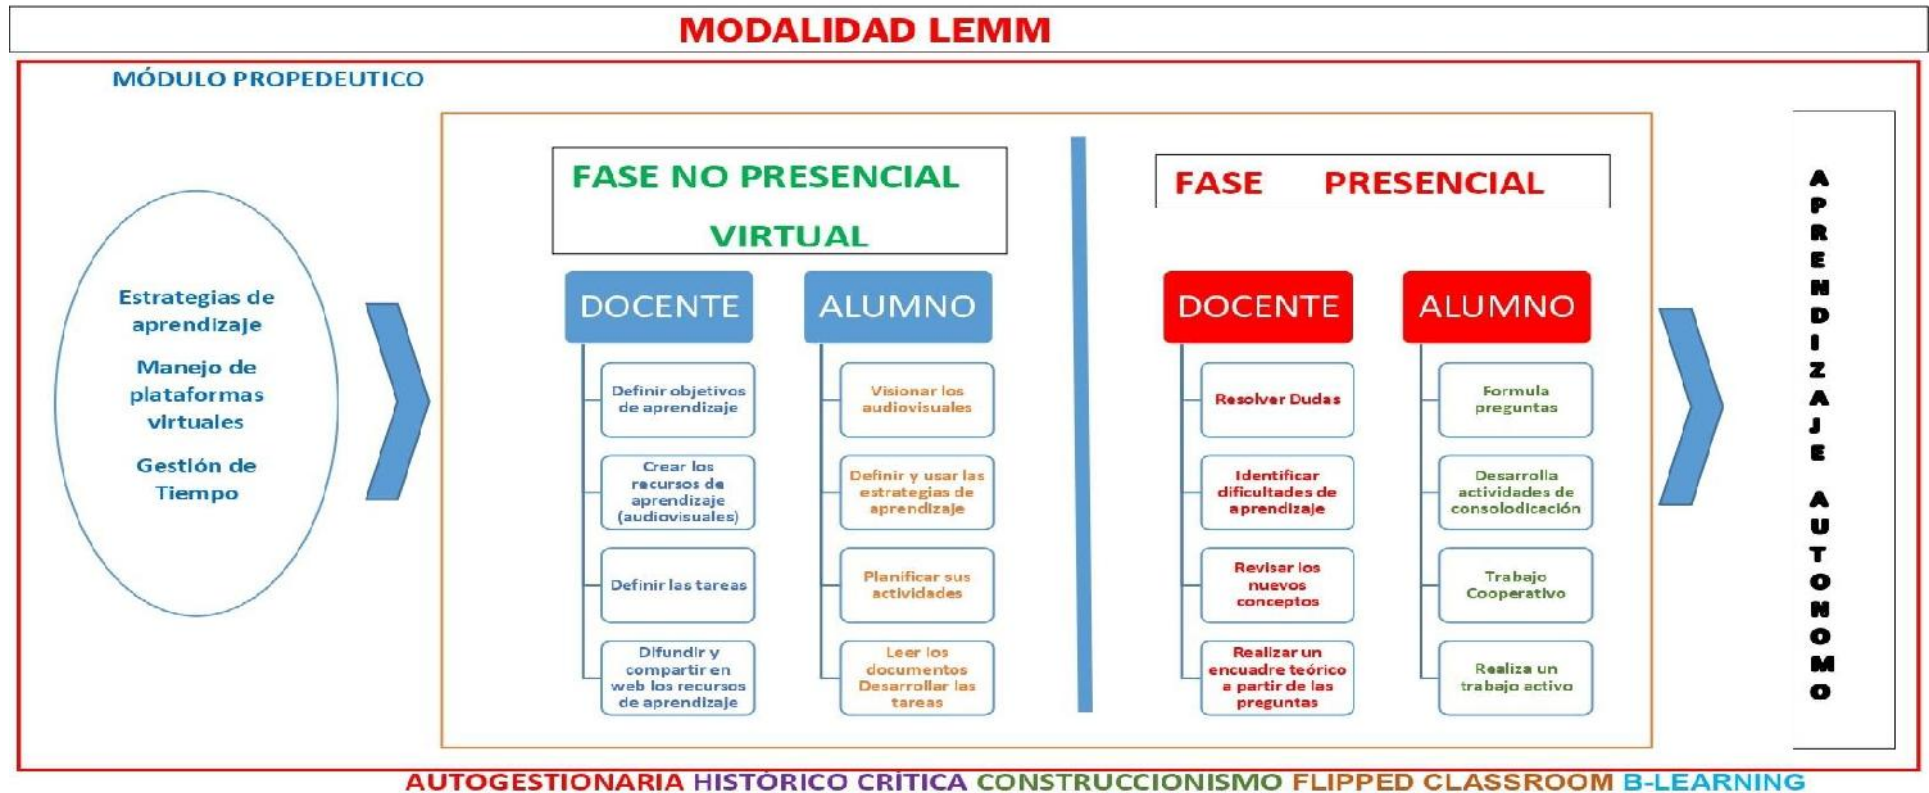 MODALIDAD LEMM
MÓDULO PROPEDEUTICO
Estrategias de
aprendizaje
Manejo de
plataformas
virtuales
Gestión de
Tiempo
FASE NO PRESENCIAL
VIRTUAL
DOCENTE
Definir objetivos
de aprendizaje
Crear los
recursos de
aprendizaje
(audiovisuales)
Definir las tareas
Difundir y
compartir en
web los recursos
de aprendizaje
ALUMNO
Visionar los
audiovisuales
Definir y usar las
estrategias de
aprendizaje
Planificar sus
actividades
Leer los
documentos
Desarrollar las
tareas
FASE PRESENCIAL
DOCENTE
Resolver Dudas
Identificar
dificultades de
aprendizaje
Revisar los
nuevos
conceptos
Realizar un
encuadre teórico
a partir de las
preguntas
ALUMNO
Formula
preguntas
Desarrolla
actividades de
consolodicación
Trabajo
Cooperativo
Realiza un
trabajo activo
APRENDIZAJE AUTONOMO
AUTOGESTIONARIA HISTÓRICO CRÍTICA CONSTRUCCIONISMO FLIPPED CLASSROOM B-LEARNING